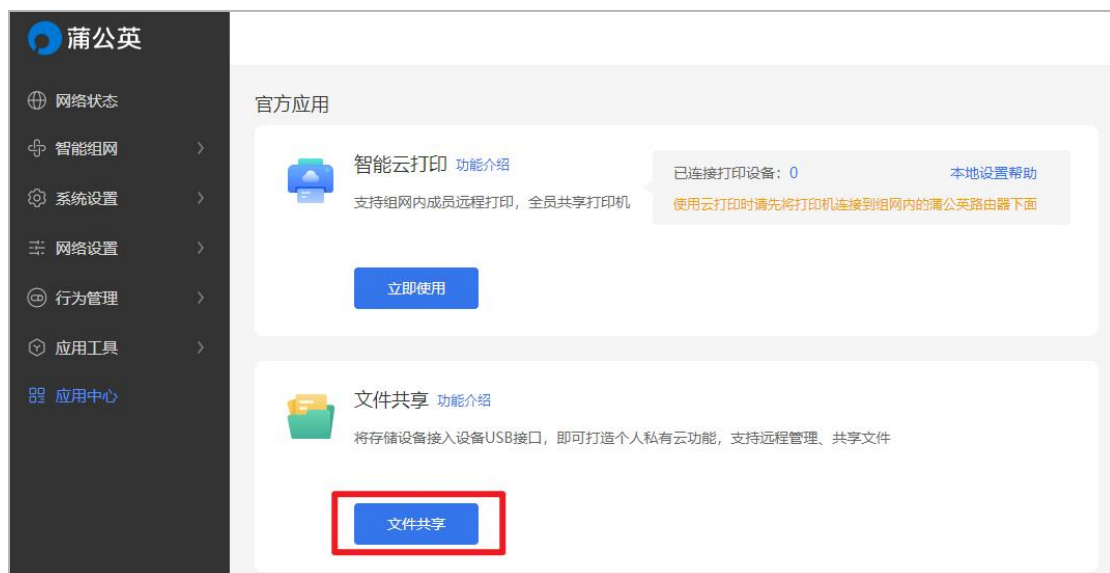 蒲公英
网络状态
智能组网
系统设置
网络设置
行为管理
应用工具
应用中心
官方应用
智能云打印 功能介绍
支持组网内成员远程打印，全员共享打印机
已连接打印设备：0 本地设置帮助
使用云打印时请先将打印机连接到组网内的蒲公英路由器下面
立即使用
文件共享 功能介绍
将存储设备接入设备USB接口，即可打造个人私有云功能，支持远程管理、共享文件
文件共享